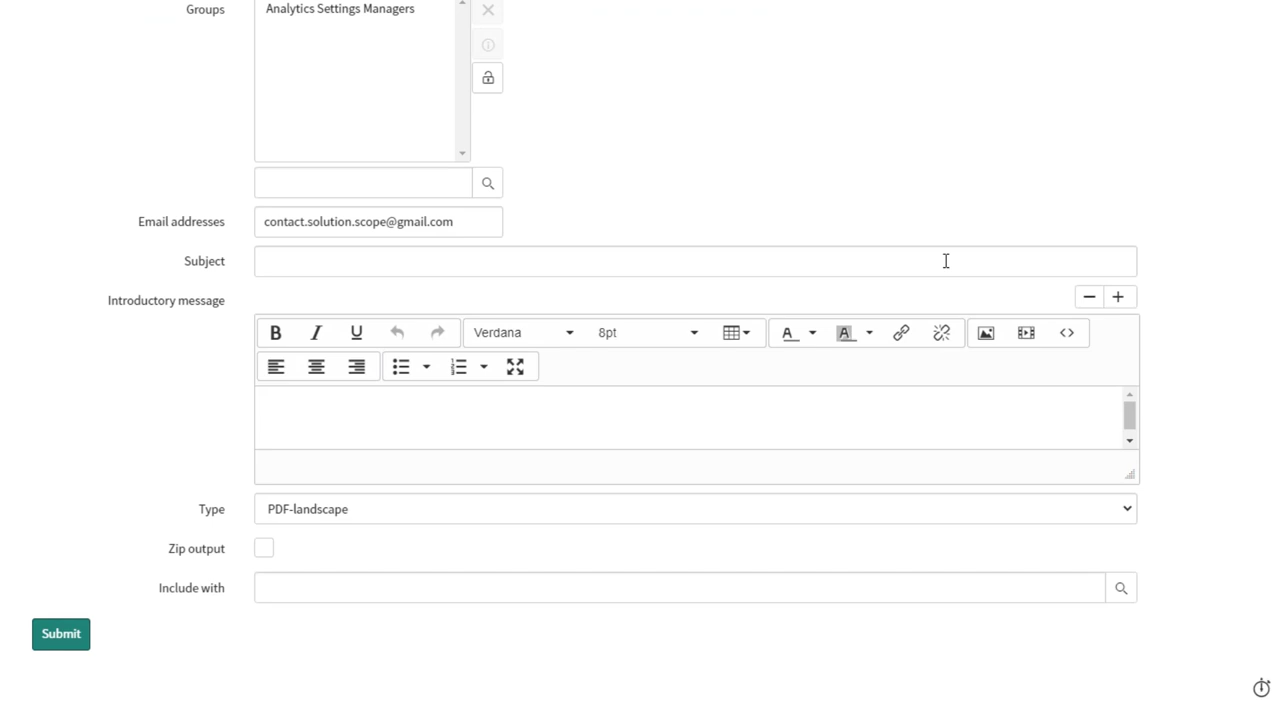 Groups
Analytics Settings Managers
Email addresses
contact.solution.scope@gmail.com
Subject
Introductory message
B I U Verdana 8pt A A
Type
PDF-landscape
Zip output
Include with
Submit